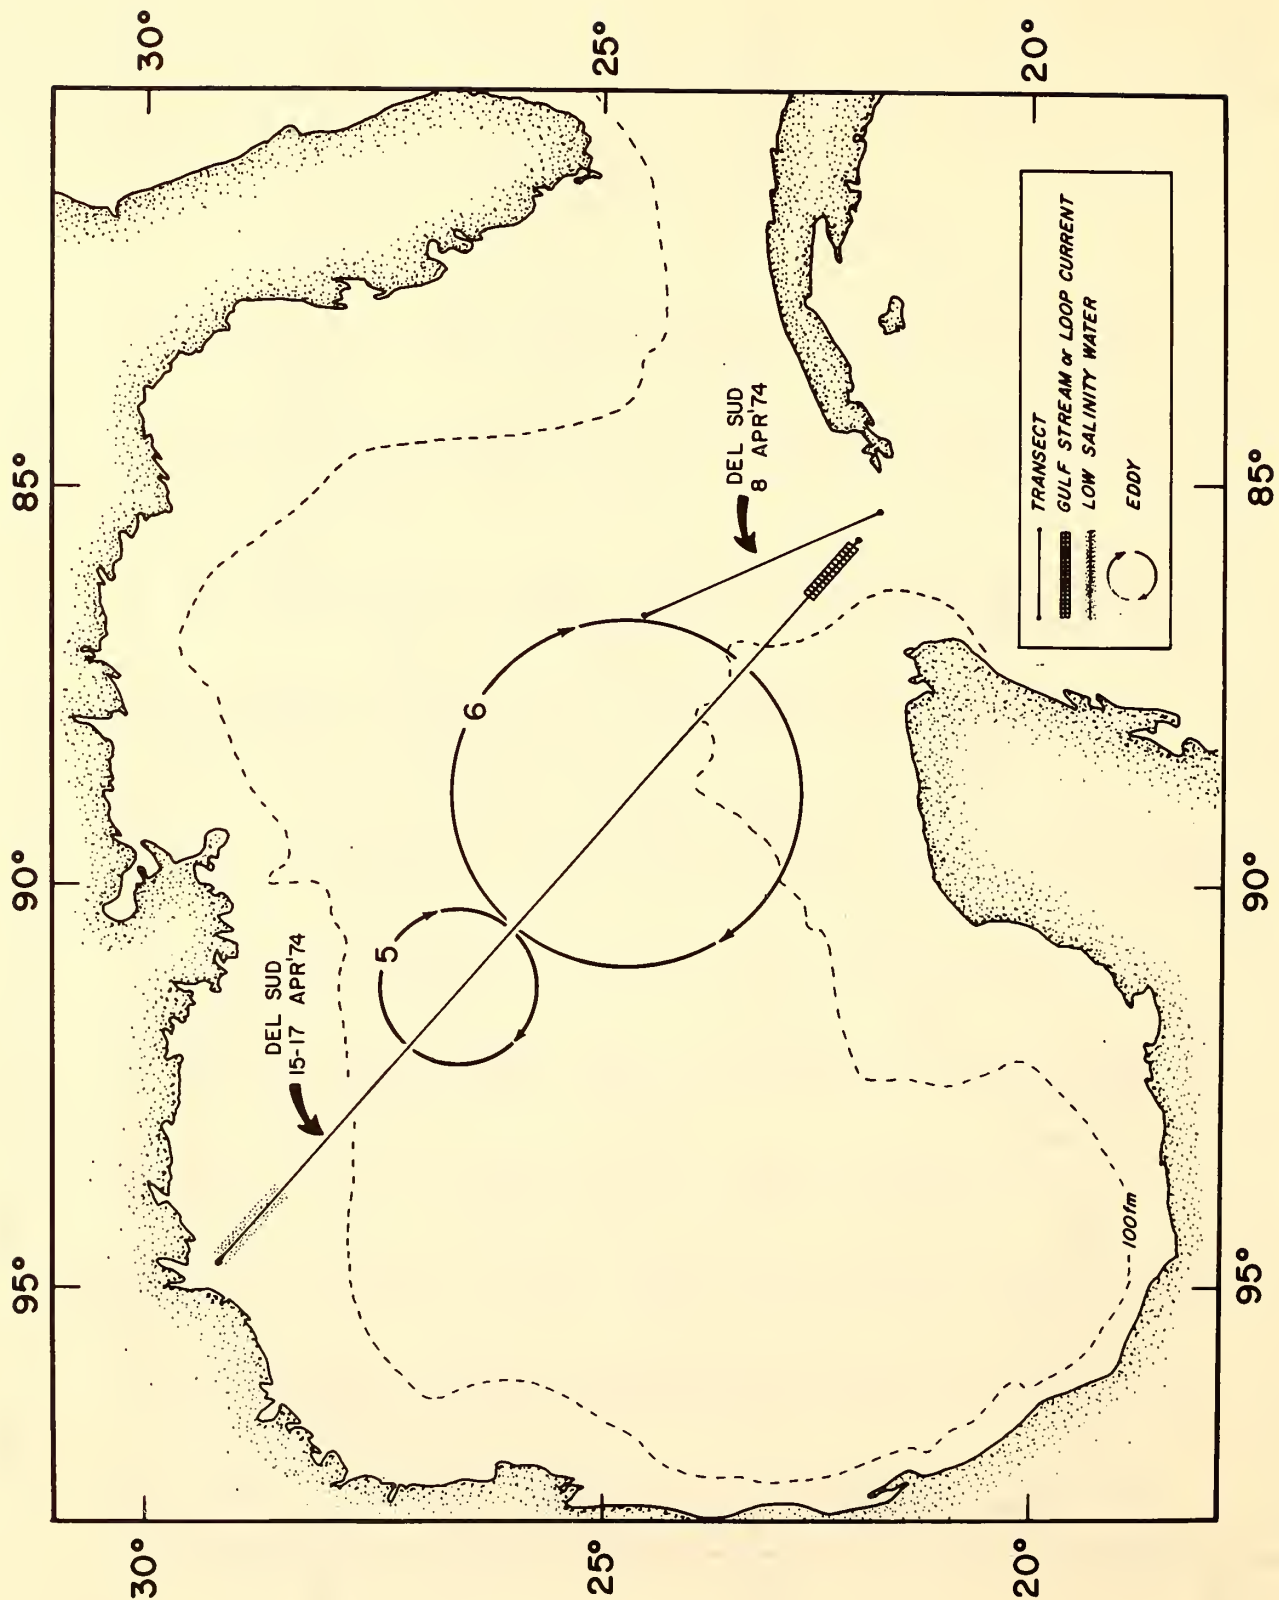 95°
90°
85°
30°
30°
25°
25°
20°
20°
95°
90°
85°
DEL SUD
15-17 APR'74
DEL SUD
8 APR'74
5
6
100fm
TRANSECT
GULF STREAM or LOOP CURRENT
LOW SALINITY WATER
EDDY